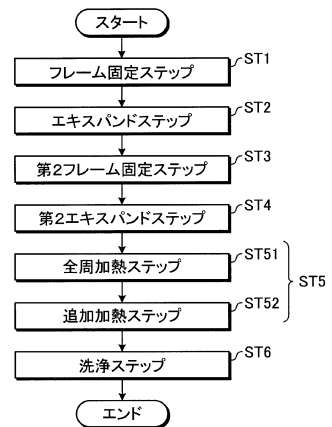 スタート
フレーム固定ステップ ST1
エキスパンドステップ ST2
第2フレーム固定ステップ ST3
第2エキスパンドステップ ST4
全周加熱ステップ ST51
ST5
追加加熱ステップ ST52
洗浄ステップ ST6
エンド